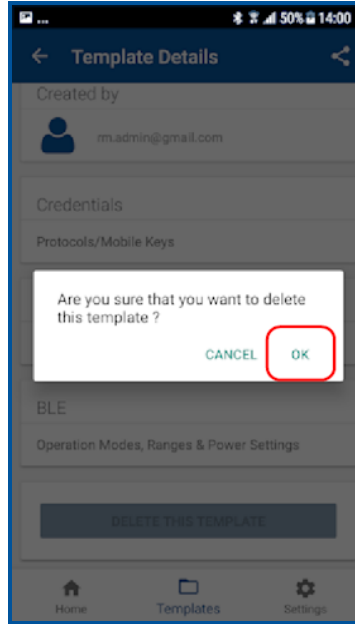 ... 50% 14:00
Template Details
Created by
rm.admin@gmail.com
Credentials
Protocols/Mobile Keys
Are you sure that you want to delete
this template ?
CANCEL OK
BLE
Operation Modes, Ranges & Power Settings
DELETE THIS TEMPLATE
Home Templates Settings